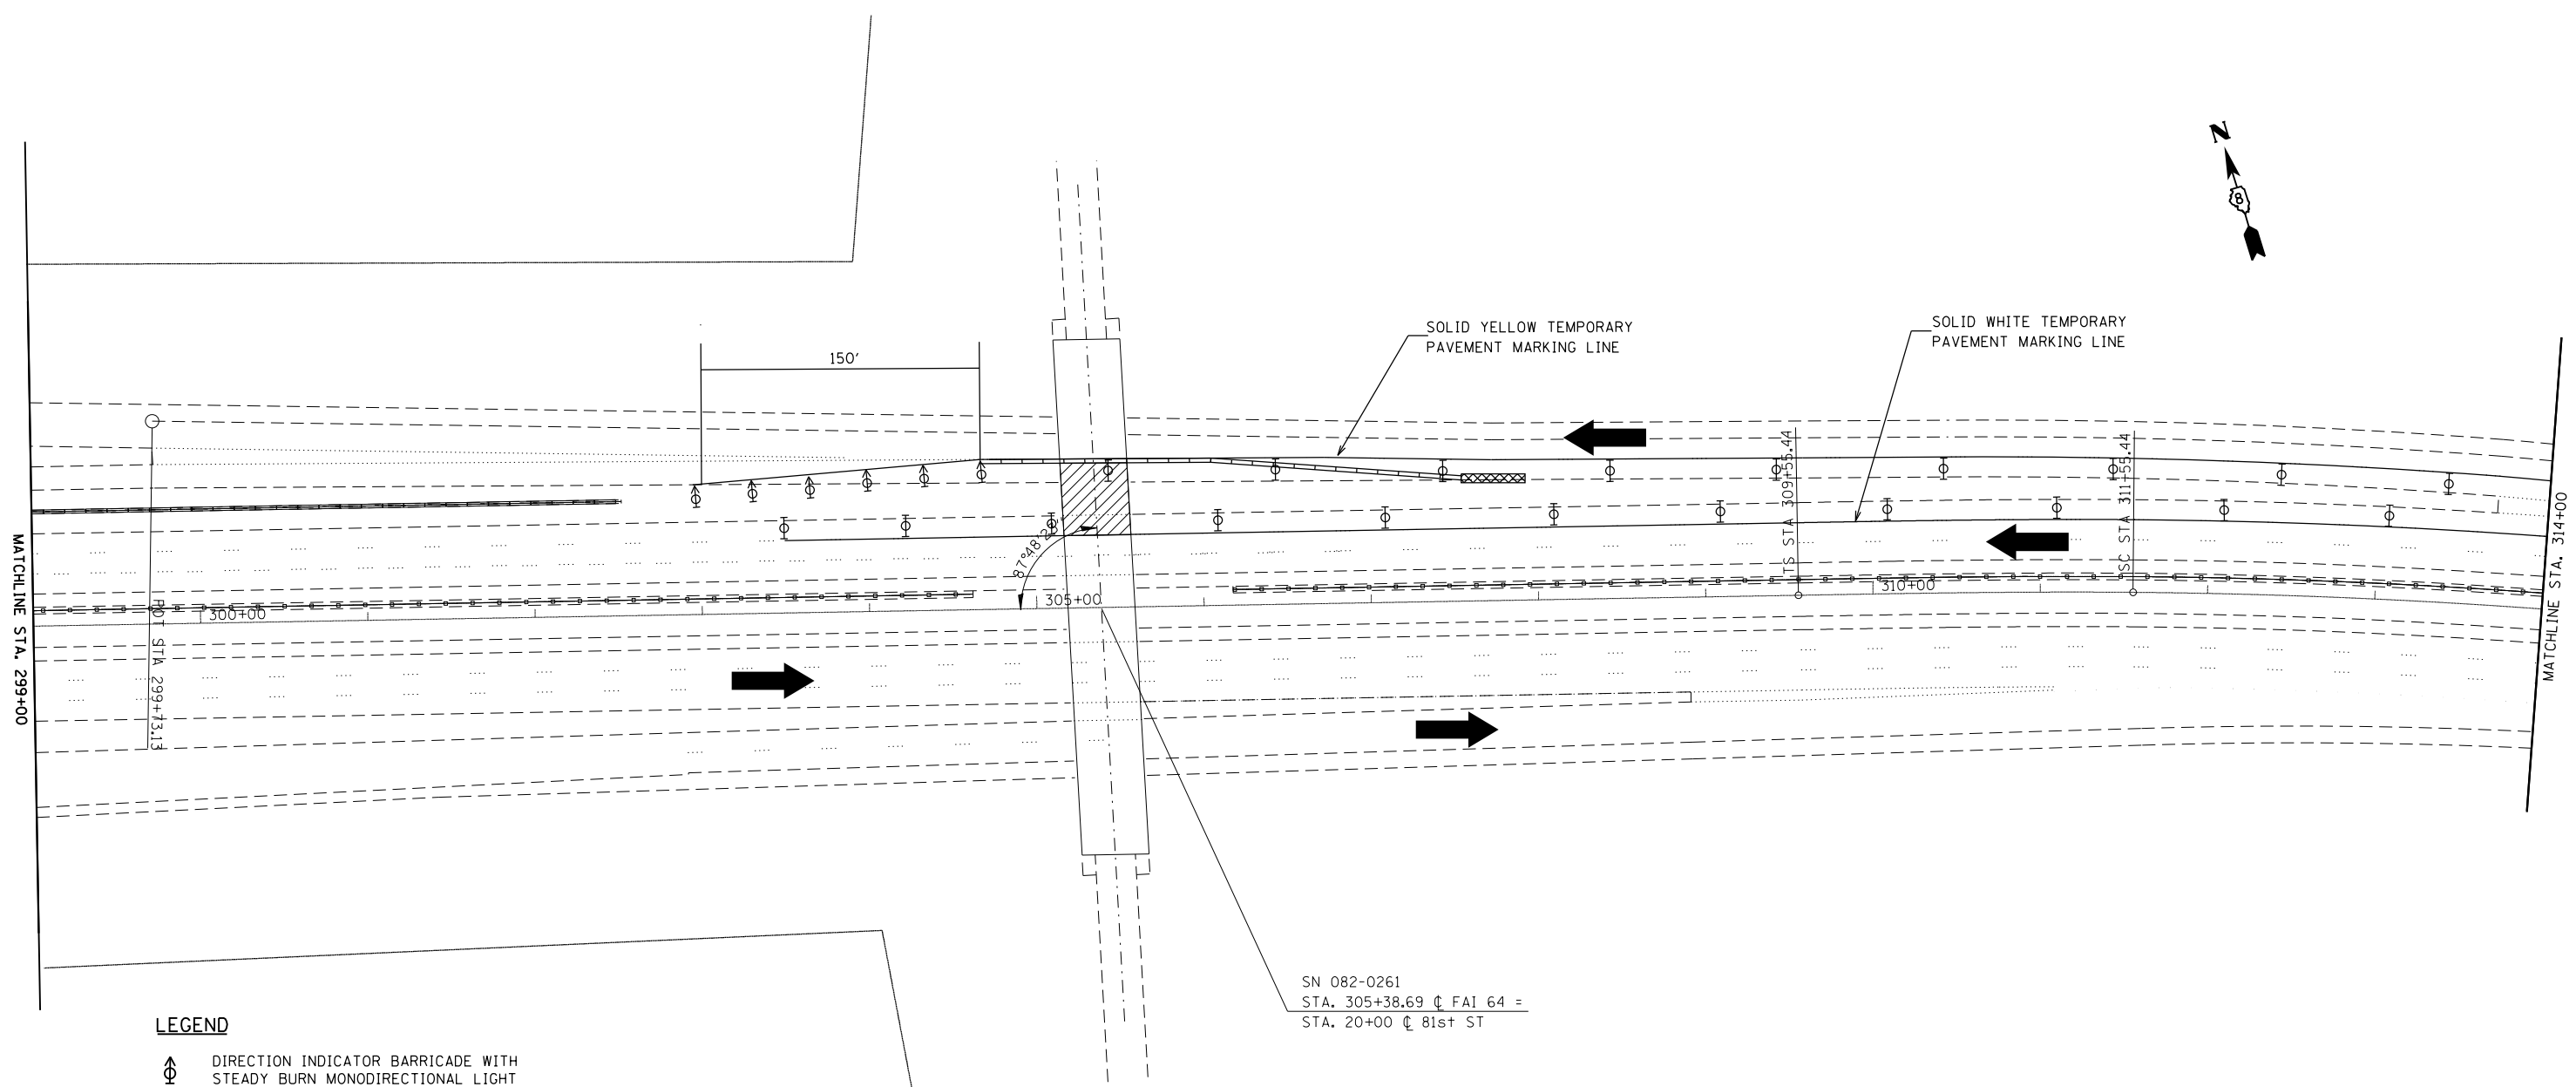 N
8
SOLID YELLOW TEMPORARY
PAVEMENT MARKING LINE
SOLID WHITE TEMPORARY
PAVEMENT MARKING LINE
150'
MATCHLINE STA. 299+00
POT STA 299+73.13
300+00
305+00
310+00
TS STA 309+55.44
SC STA 311+55.44
MATCHLINE STA. 314+00
SN 082-0261
STA. 305+38.69 ℄ FAI 64 =
STA. 20+00 ℄ 81st ST
LEGEND
DIRECTION INDICATOR BARRICADE WITH
STEADY BURN MONODIRECTIONAL LIGHT